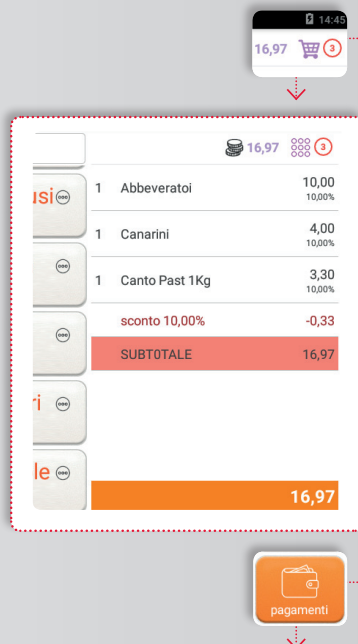 14:45
16,97 3
16,97 3
usi
1 Abbeveratoi 10,00
10,00%
1 Canarini 4,00
10,00%
1 Canto Past 1Kg 3,30
10,00%
sconto 10,00% -0,33
SUBTOTALE 16,97
ri
le
16,97
pagamenti